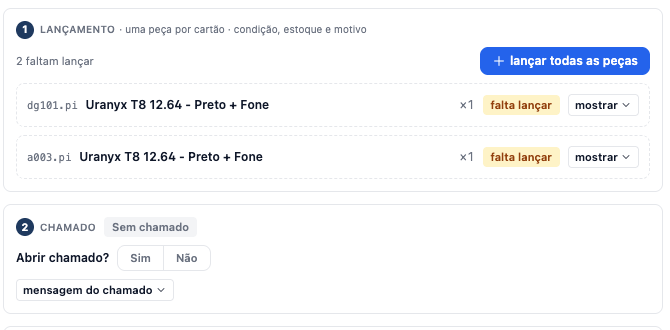 1 LANÇAMENTO · uma peça por cartão · condição, estoque e motivo
2 faltam lançar + lançar todas as peças
dg101.pi Uranyx T8 12.64 - Preto + Fone ×1 falta lançar mostrar
a003.pi Uranyx T8 12.64 - Preto + Fone ×1 falta lançar mostrar
2 CHAMADO Sem chamado
Abrir chamado? Sim Não
mensagem do chamado